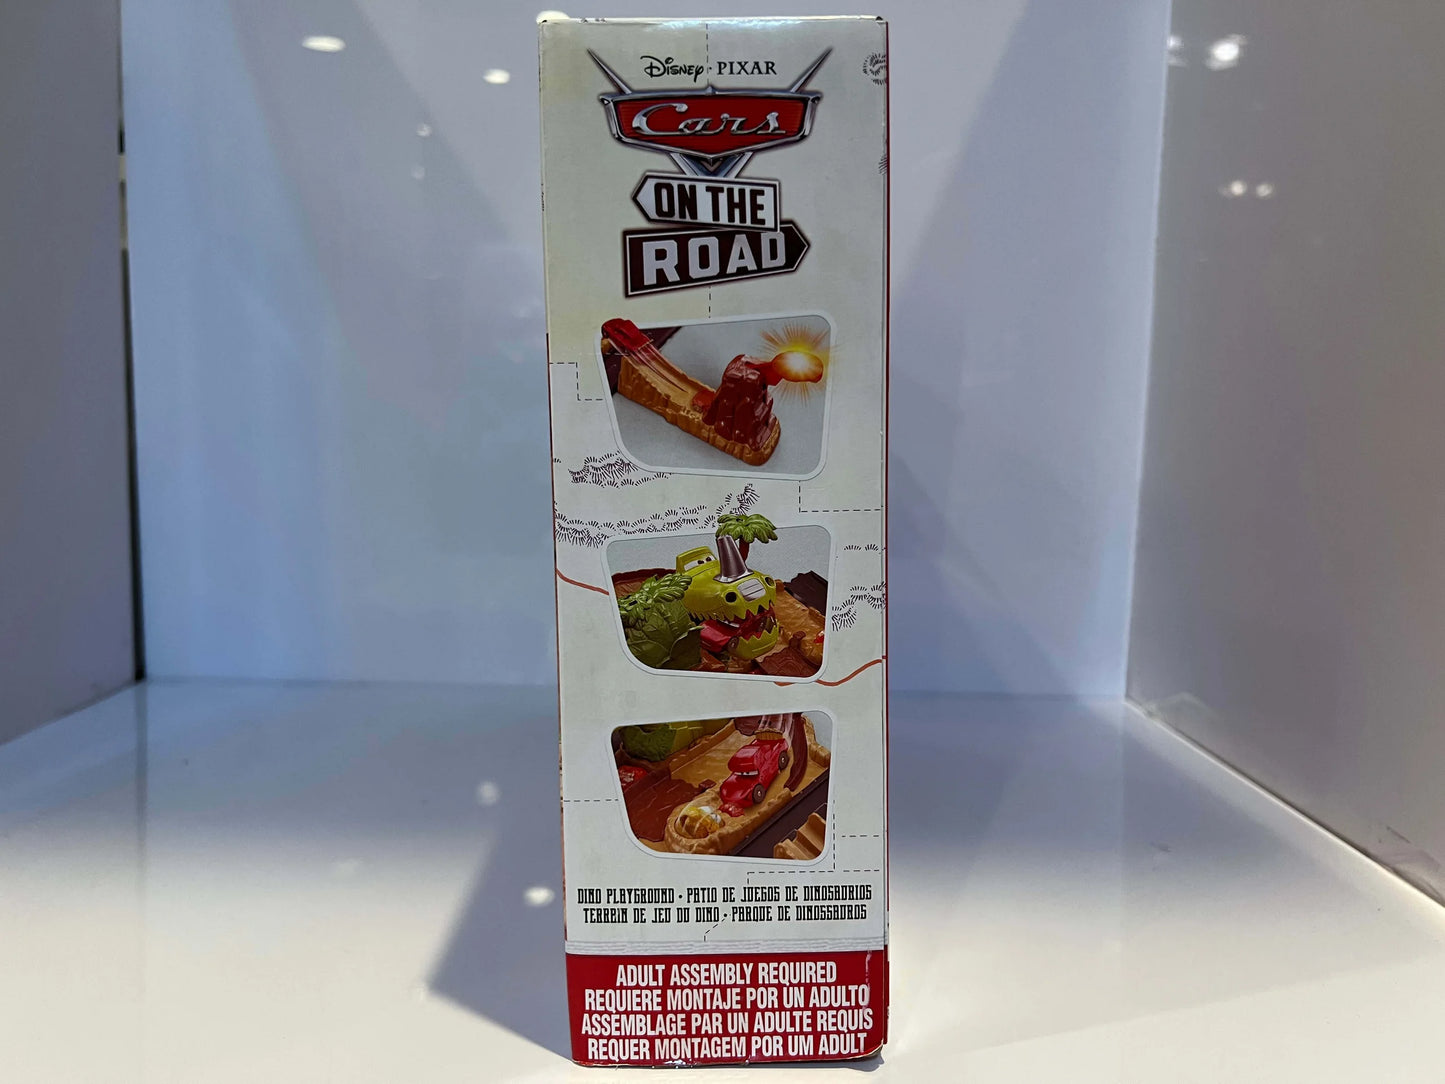 Disney · PIXAR
Cars
ON THE
ROAD
DINO PLAYGROUND • PATIO DE JUEGOS DE DINOSAURIOS
TERRAIN DE JEU DU DINO • PARQUE DE DINOSSAUROS
ADULT ASSEMBLY REQUIRED
REQUIERE MONTAJE POR UN ADULTO
ASSEMBLAGE PAR UN ADULTE REQUIS
REQUER MONTAGEM POR UM ADULT